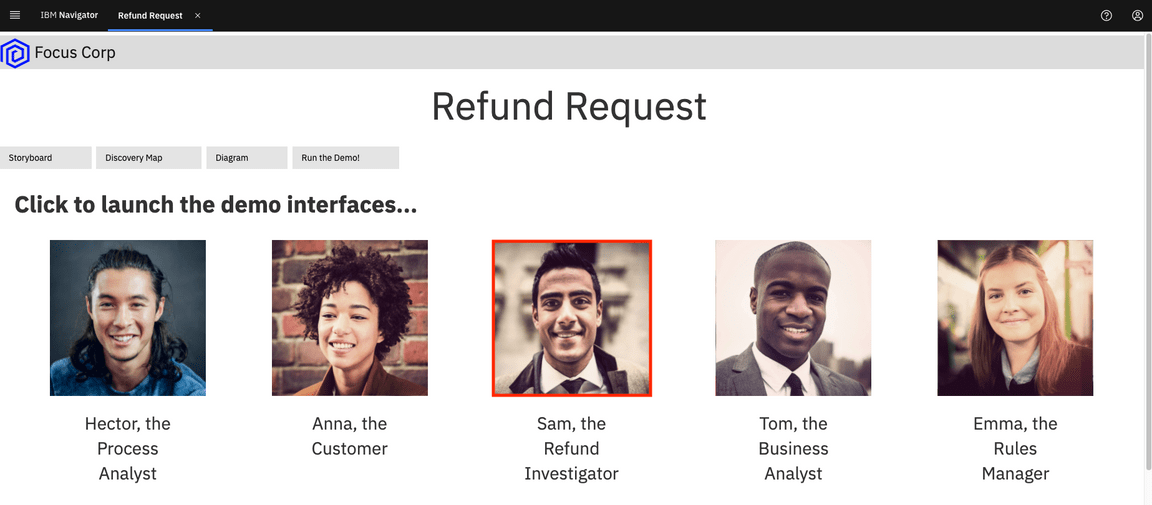 IBM Navigator
Refund Request
Focus Corp
Refund Request
Storyboard
Discovery Map
Diagram
Run the Demo!
Click to launch the demo interfaces...
Hector, the
Process
Analyst
Anna, the
Customer
Sam, the
Refund
Investigator
Tom, the
Business
Analyst
Emma, the
Rules
Manager